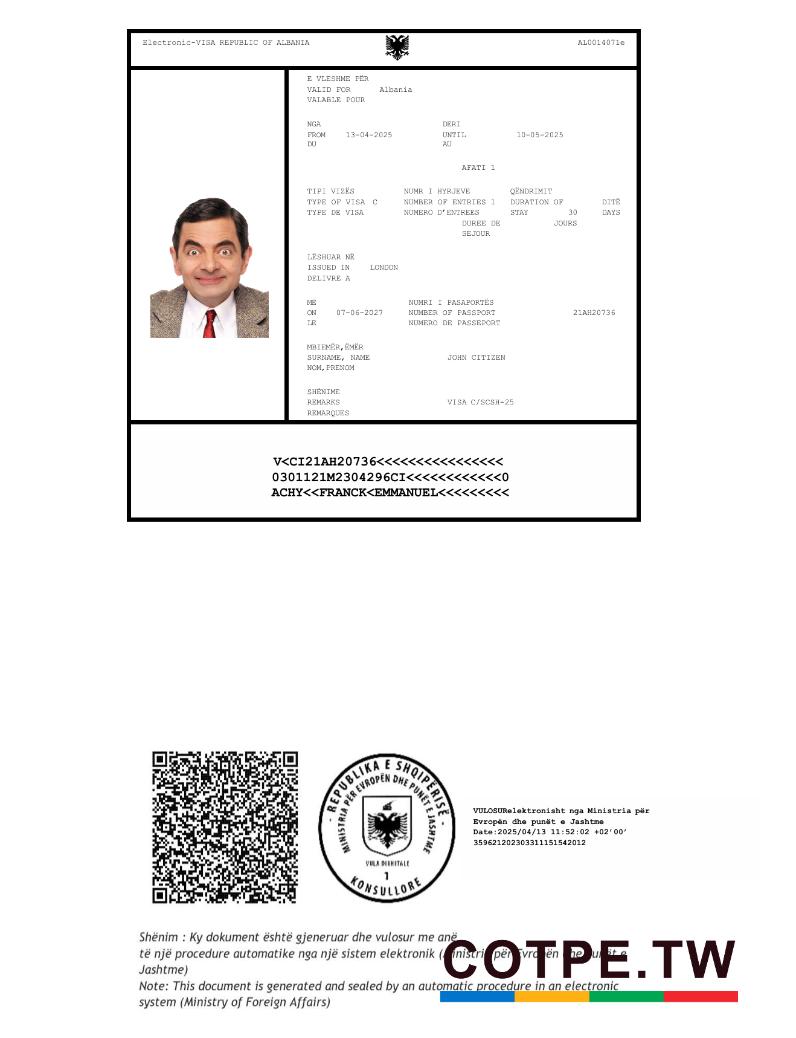 Electronic-VISA REPUBLIC OF ALBANIA
AL0014071e
E VLESHME PËR
VALID FOR Albania
VALABLE POUR
NGA DERI
FROM 13-04-2025 UNTIL 10-05-2025
DU AU
AFATI 1
TIPI VIZËS NUMR I HYRJEVE QËNDRIMIT
TYPE OF VISA C NUMBER OF ENTRIES 1 DURATION OF DITË
TYPE DE VISA NUMERO D'ENTREES STAY 30 DAYS
DUREE DE JOURS
SEJOUR
LËSHUAR NË
ISSUED IN LONDON
DELIVRE A
ME NUMRI I PASAPORTËS
ON 07-06-2027 NUMBER OF PASSPORT 21AH20736
LE NUMERO DE PASSEPORT
MBIEMËR,ËMËR
SURNAME, NAME JOHN CITIZEN
NOM,PRENOM
SHËNIME
REMARKS VISA C/SCSH-25
REMARQUES
V<CI21AH20736<<<<<<<<<<<<<<<<
0301121M2304296CI<<<<<<<<<<<<0
ACHY<<FRANCK<EMMANUEL<<<<<<<<<
· REPUBLIKA E SHQIPËRISË ·
MINISTRIA PËR EVROPËN DHE PUNËT E JASHTME
VULA DIGJITALE
1
KONSULLORE
VULOSURelektronisht nga Ministria për
Evropën dhe punët e Jashtme
Date:2025/04/13 11:52:02 +02'00'
359621202303311151542012
Shënim : Ky dokument është gjeneruar dhe vulosur me anë
të një procedure automatike nga një sistem elektronik (Ministria për Evropën dhe Punët e
Jashtme)
Note: This document is generated and sealed by an automatic procedure in an electronic
system (Ministry of Foreign Affairs)
COTPE.TW